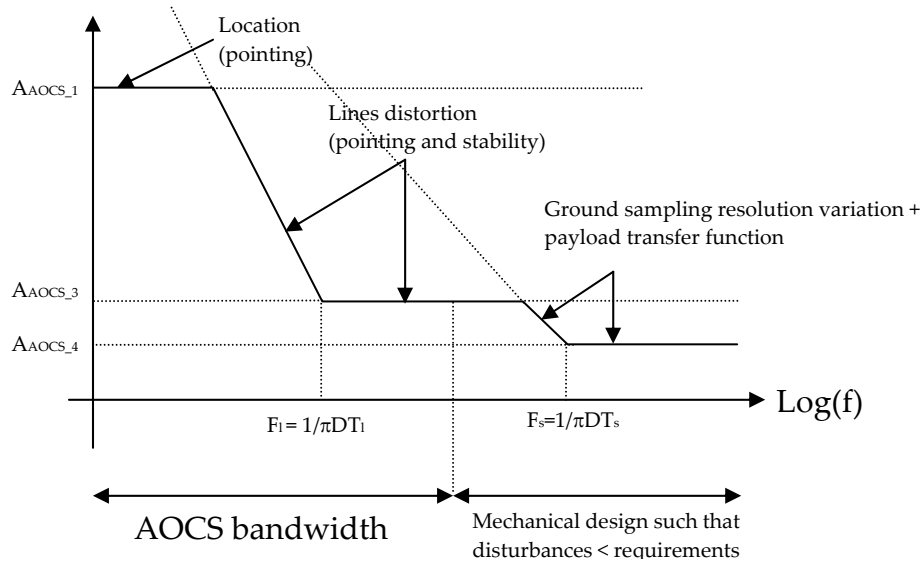 Location
(pointing)
AAOCS_1
Lines distortion
(pointing and stability)
Ground sampling resolution variation +
payload transfer function
AAOCS_3
AAOCS_4
Log(f)
Fl = 1/πDTl
Fs=1/πDTs
AOCS bandwidth
Mechanical design such that
disturbances < requirements